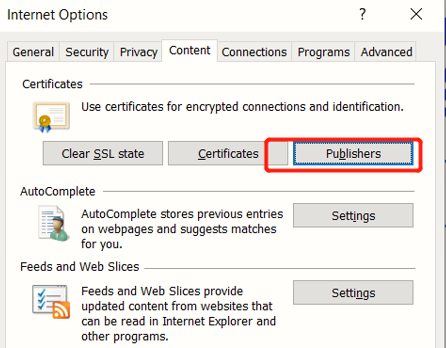 Internet Options ? ×
General Security Privacy Content Connections Programs Advanced
Certificates
Use certificates for encrypted connections and identification.
Clear SSL state Certificates Publishers
AutoComplete
AutoComplete stores previous entries
on webpages and suggests matches
for you.
Settings
Feeds and Web Slices
Feeds and Web Slices provide
updated content from websites that
can be read in Internet Explorer and
other programs.
Settings